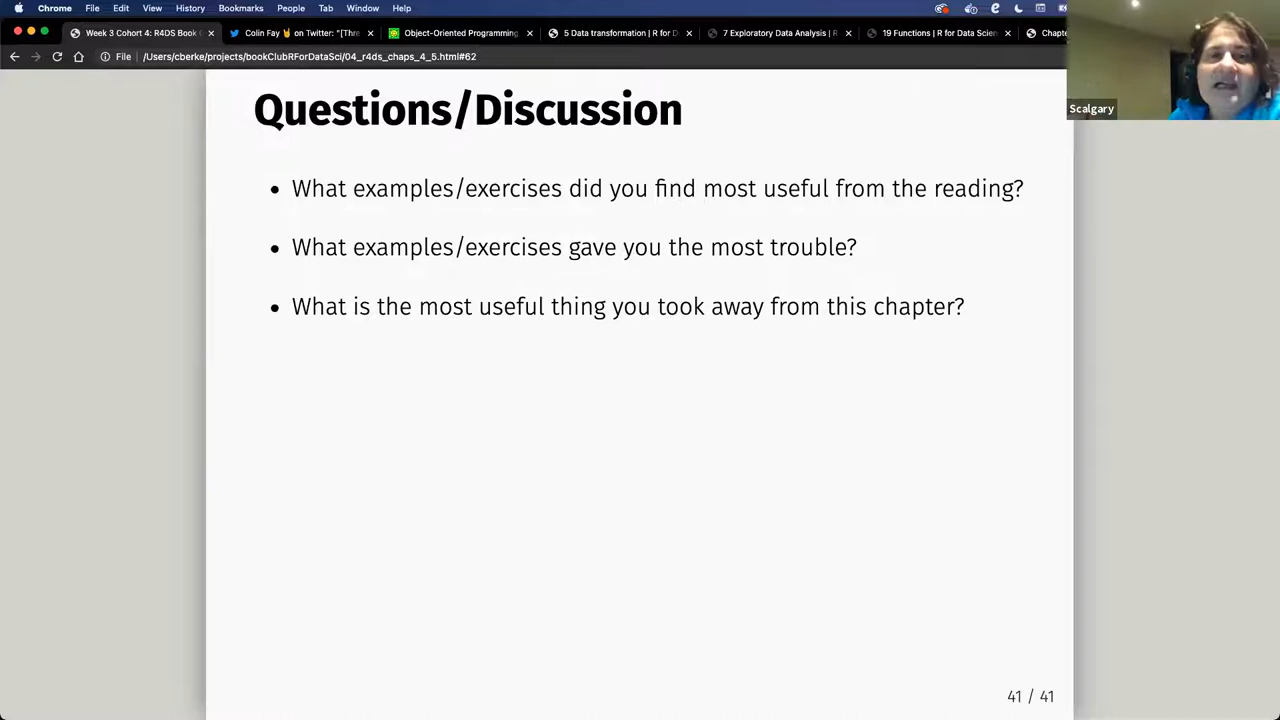 Chrome File Edit View History Bookmarks People Tab Window Help
Week 3 Cohort 4: R4DS Book Colin Fay 🤘 on Twitter: "[Thre Object-Oriented Programming 5 Data transformation | R for D 7 Exploratory Data Analysis | R 19 Functions | R for Data Scien Chapte
File /Users/cberke/projects/bookClubRForDataSci/04_r4ds_chaps_4_5.html#62
Scalgary
Questions/Discussion
• What examples/exercises did you find most useful from the reading?
• What examples/exercises gave you the most trouble?
• What is the most useful thing you took away from this chapter?
41 / 41